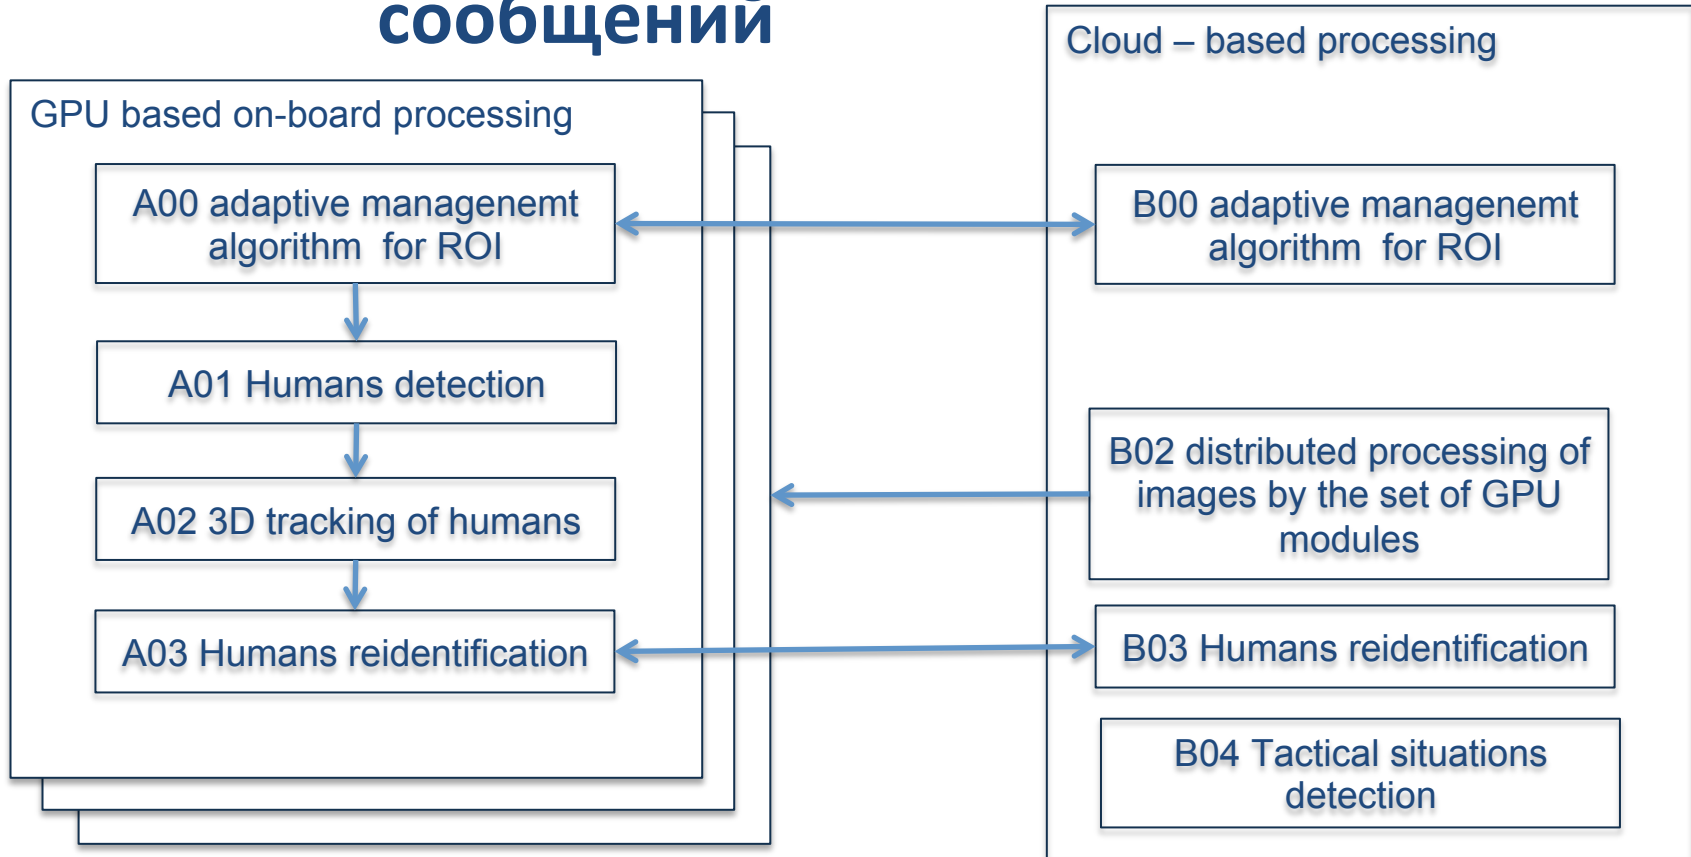 сообщений
GPU based on-board processing
A00 adaptive managenemt
algorithm for ROI
A01 Humans detection
A02 3D tracking of humans
A03 Humans reidentification
Cloud – based processing
B00 adaptive managenemt
algorithm for ROI
B02 distributed processing of
images by the set of GPU
modules
B03 Humans reidentification
B04 Tactical situations
detection